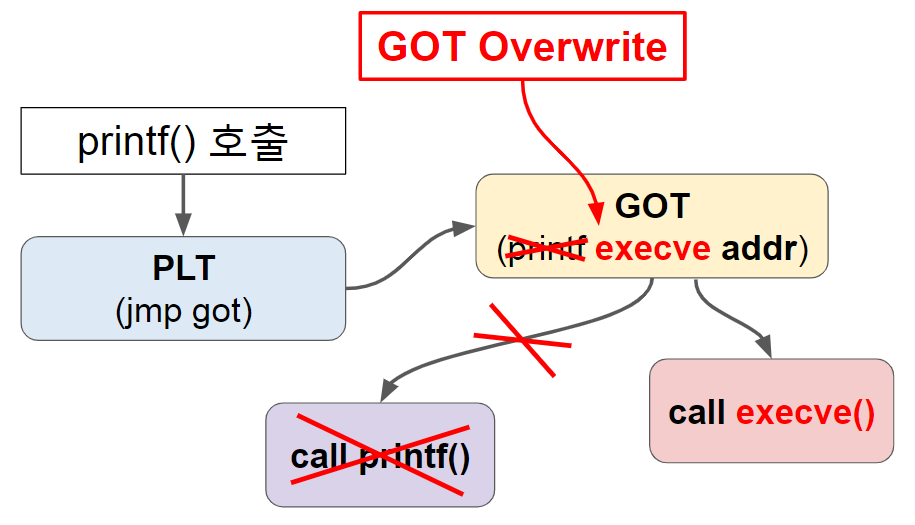 GOT Overwrite
printf() 호출
GOT
(printf execve addr)
PLT
(jmp got)
call printf()
call execve()